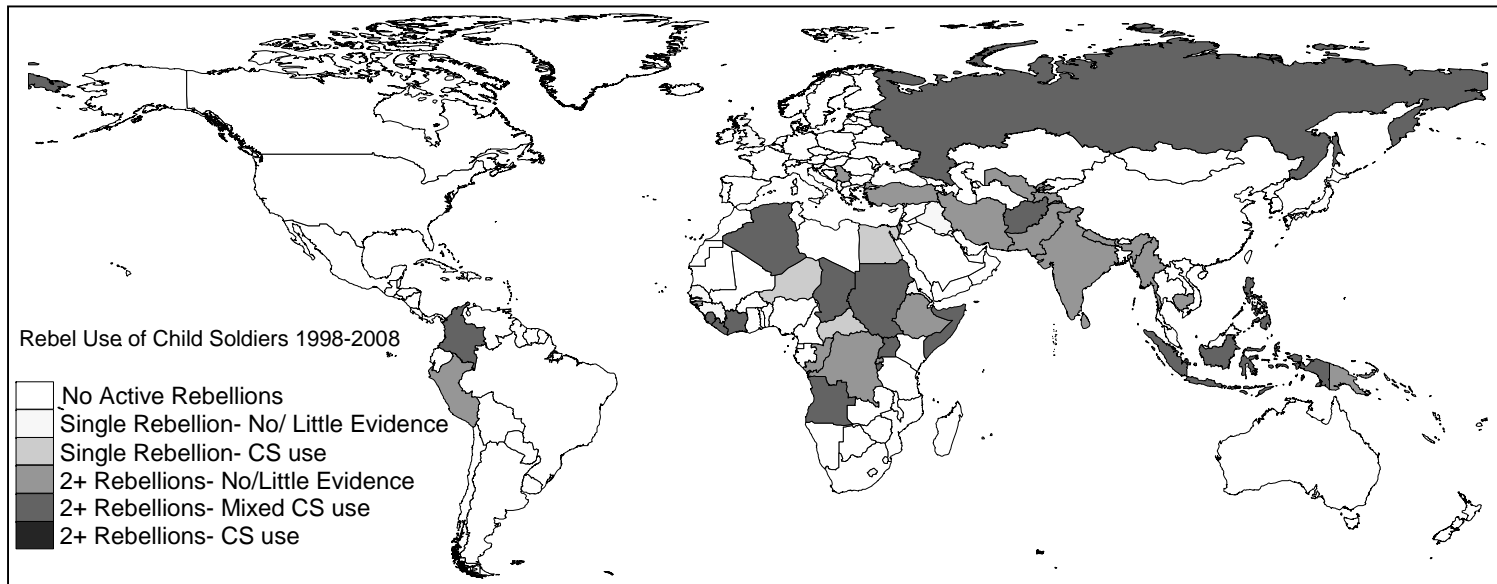 Rebel Use of Child Soldiers 1998-2008
No Active Rebellions
Single Rebellion- No/ Little Evidence
Single Rebellion- CS use
2+ Rebellions- No/Little Evidence
2+ Rebellions- Mixed CS use
2+ Rebellions- CS use